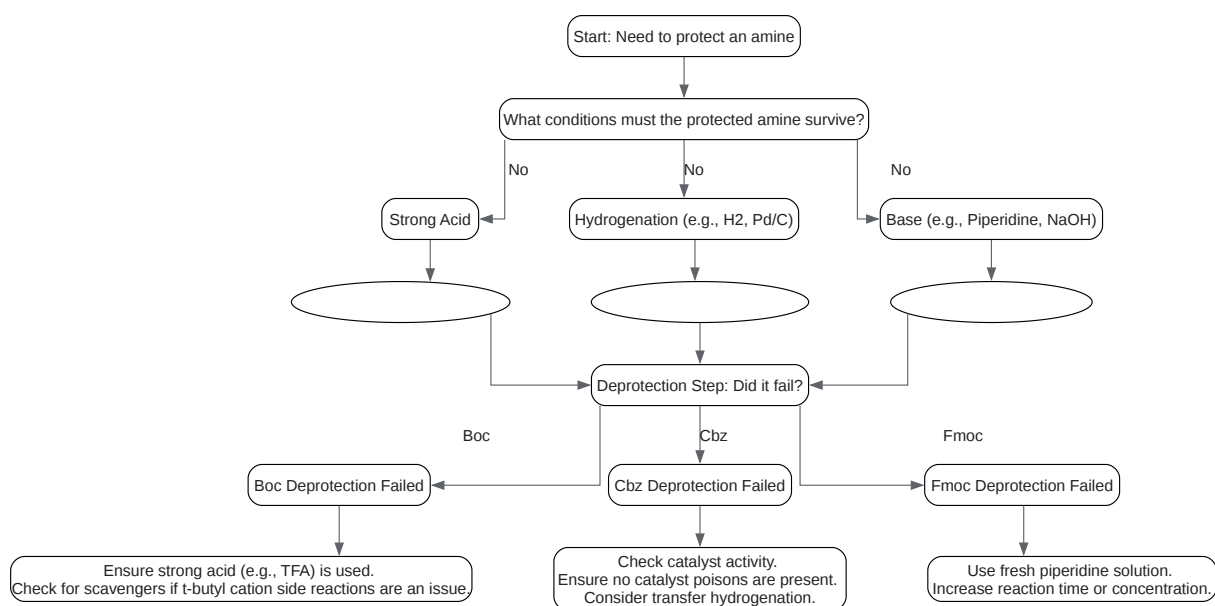 Start: Need to protect an amine
What conditions must the protected amine survive?
No
No
No
Strong Acid
Hydrogenation (e.g., H2, Pd/C)
Base (e.g., Piperidine, NaOH)
Deprotection Step: Did it fail?
Boc
Cbz
Fmoc
Boc Deprotection Failed
Cbz Deprotection Failed
Fmoc Deprotection Failed
Ensure strong acid (e.g., TFA) is used.
Check for scavengers if t-butyl cation side reactions are an issue.
Check catalyst activity.
Ensure no catalyst poisons are present.
Consider transfer hydrogenation.
Use fresh piperidine solution.
Increase reaction time or concentration.